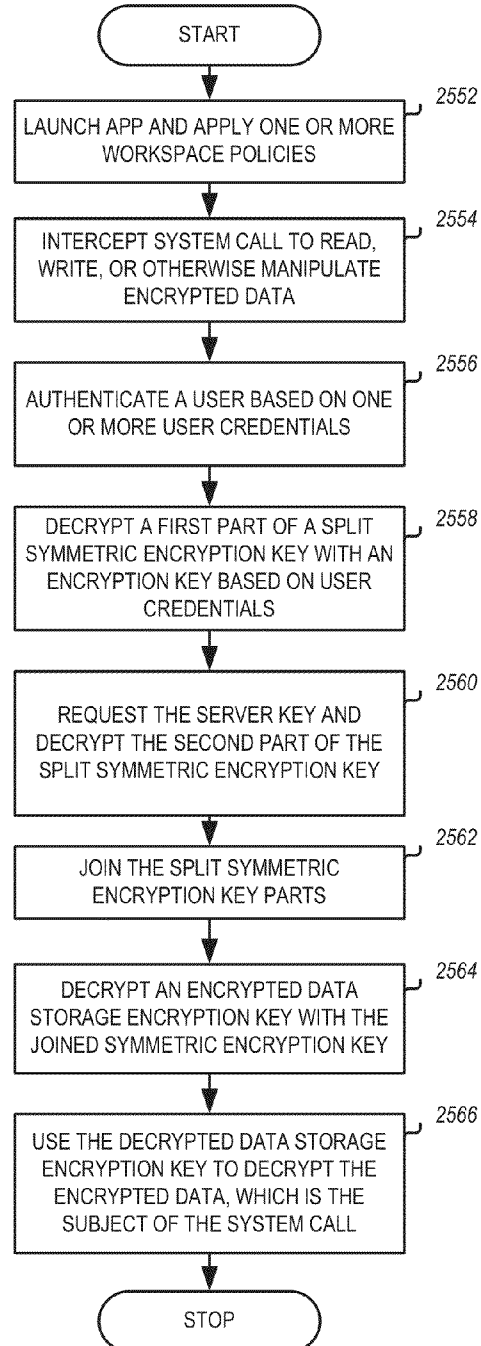 START
2552
LAUNCH APP AND APPLY ONE OR MORE
WORKSPACE POLICIES
2554
INTERCEPT SYSTEM CALL TO READ,
WRITE, OR OTHERWISE MANIPULATE
ENCRYPTED DATA
2556
AUTHENTICATE A USER BASED ON ONE
OR MORE USER CREDENTIALS
2558
DECRYPT A FIRST PART OF A SPLIT
SYMMETRIC ENCRYPTION KEY WITH AN
ENCRYPTION KEY BASED ON USER
CREDENTIALS
2560
REQUEST THE SERVER KEY AND
DECRYPT THE SECOND PART OF THE
SPLIT SYMMETRIC ENCRYPTION KEY
2562
JOIN THE SPLIT SYMMETRIC
ENCRYPTION KEY PARTS
2564
DECRYPT AN ENCRYPTED DATA
STORAGE ENCRYPTION KEY WITH THE
JOINED SYMMETRIC ENCRYPTION KEY
2566
USE THE DECRYPTED DATA STORAGE
ENCRYPTION KEY TO DECRYPT THE
ENCRYPTED DATA, WHICH IS THE
SUBJECT OF THE SYSTEM CALL
STOP